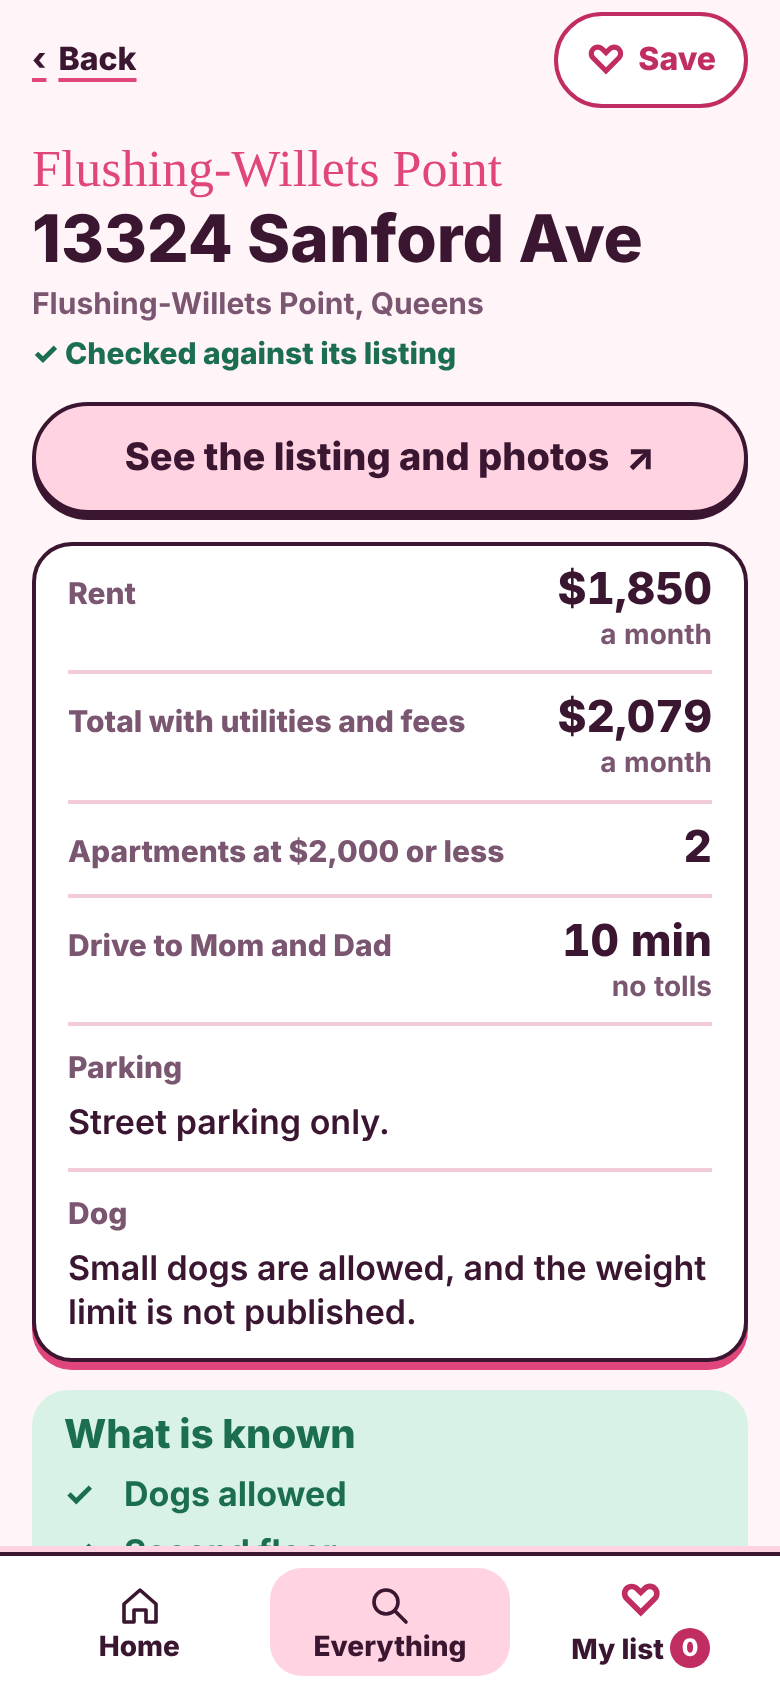 ‹ Back
Save
Flushing-Willets Point
13324 Sanford Ave
Flushing-Willets Point, Queens
✓ Checked against its listing
See the listing and photos ↗
Rent
$1,850
a month
Total with utilities and fees
$2,079
a month
Apartments at $2,000 or less
2
Drive to Mom and Dad
10 min
no tolls
Parking
Street parking only.
Dog
Small dogs are allowed, and the weight
limit is not published.
What is known
✓ Dogs allowed
Home
Everything
My list 0